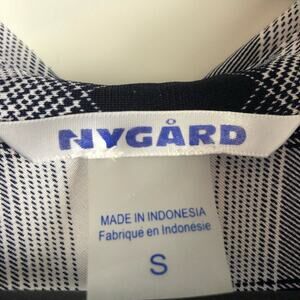 NYGÅRD
MADE IN INDONESIA
Fabriqué en Indonésie
S